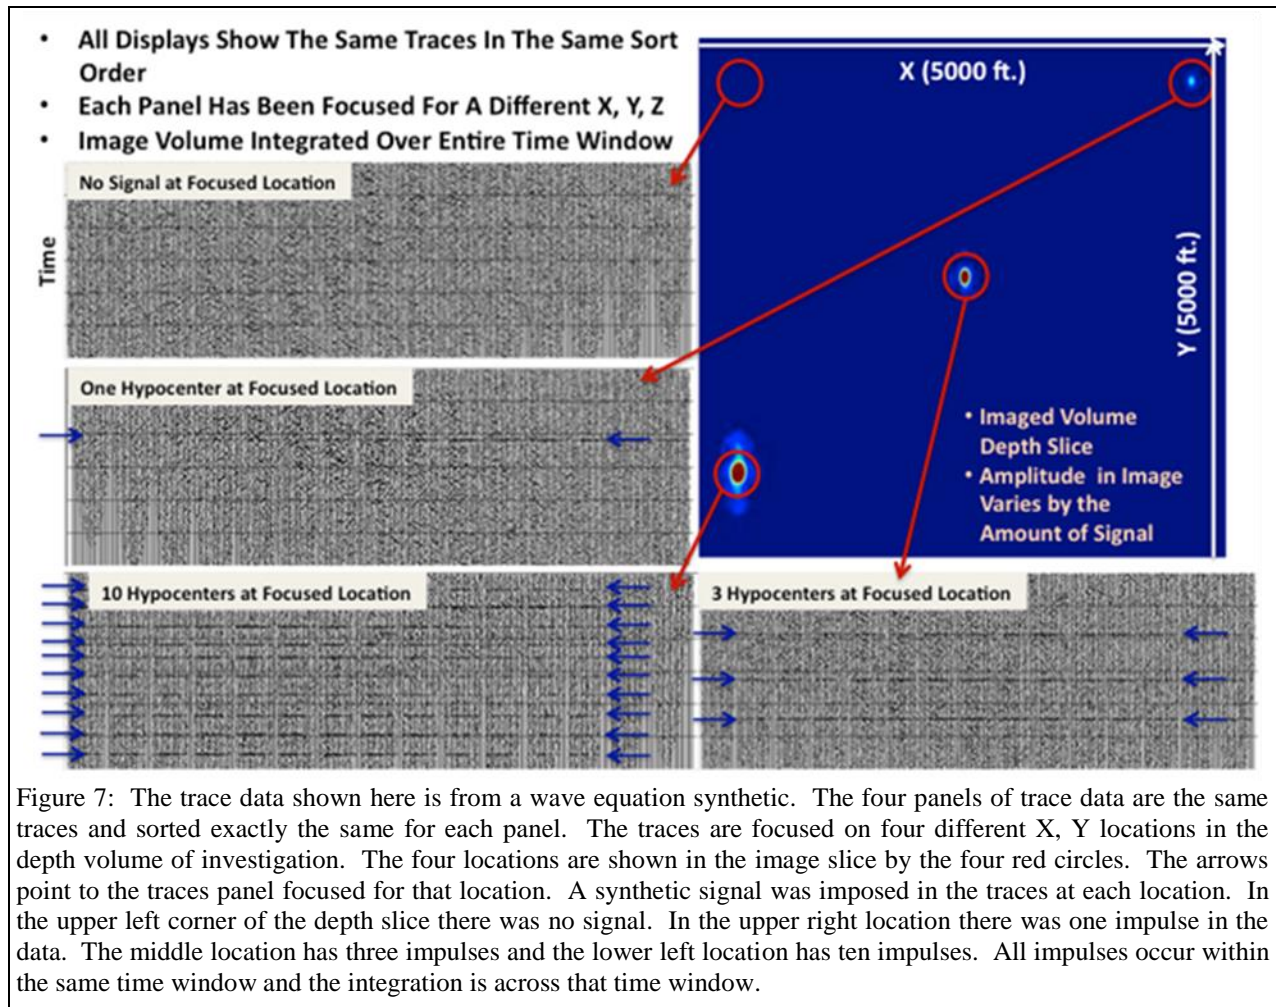 • All Displays Show The Same Traces In The Same Sort
Order
• Each Panel Has Been Focused For A Different X, Y, Z
• Image Volume Integrated Over Entire Time Window
X (5000 ft.)
No Signal at Focused Location
Time
Y (5000 ft.)
One Hypocenter at Focused Location
• Imaged Volume
Depth Slice
• Amplitude in Image
Varies by the
Amount of Signal
10 Hypocenters at Focused Location
3 Hypocenters at Focused Location
Figure 7: The trace data shown here is from a wave equation synthetic. The four panels of trace data are the same
traces and sorted exactly the same for each panel. The traces are focused on four different X, Y locations in the
depth volume of investigation. The four locations are shown in the image slice by the four red circles. The arrows
point to the traces panel focused for that location. A synthetic signal was imposed in the traces at each location. In
the upper left corner of the depth slice there was no signal. In the upper right location there was one impulse in the
data. The middle location has three impulses and the lower left location has ten impulses. All impulses occur within
the same time window and the integration is across that time window.